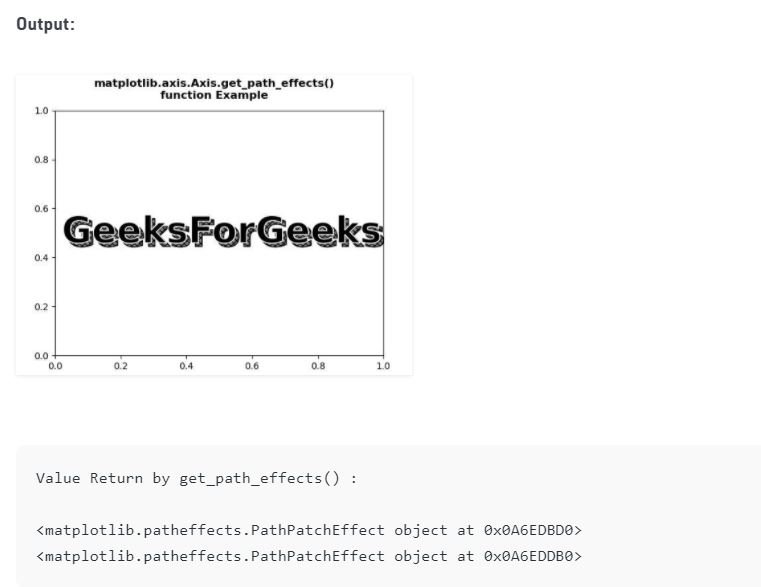 Output:
matplotlib.axis.Axis.get_path_effects()
function Example
1.0
0.8
0.6
GeeksForGeeks
0.4
0.2
0.0
0.0 0.2 0.4 0.6 0.8 1.0
Value Return by get_path_effects() :
<matplotlib.patheffects.PathPatchEffect object at 0x0A6EDBD0>
<matplotlib.patheffects.PathPatchEffect object at 0x0A6EDDB0>